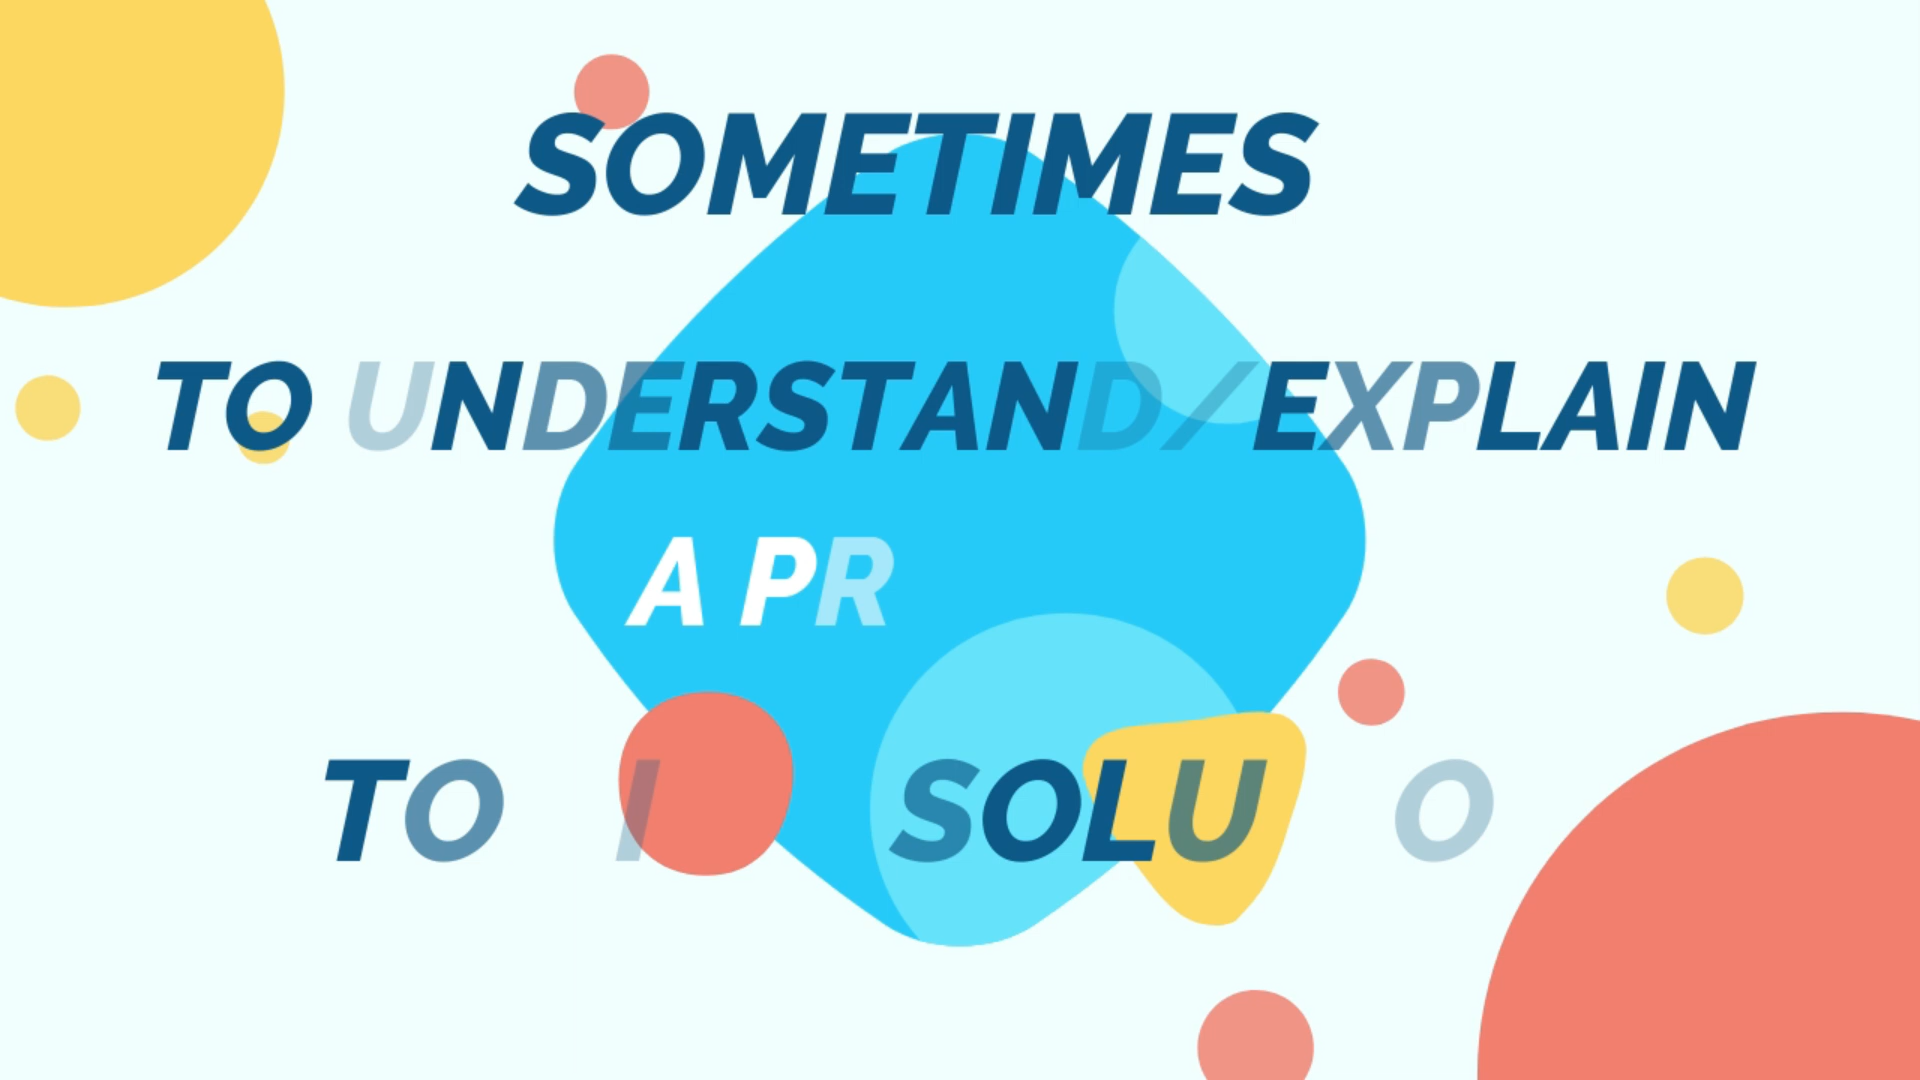 SOMETIMES
TO UNDERSTAND/EXPLAIN
A PR
TO I SOLU O